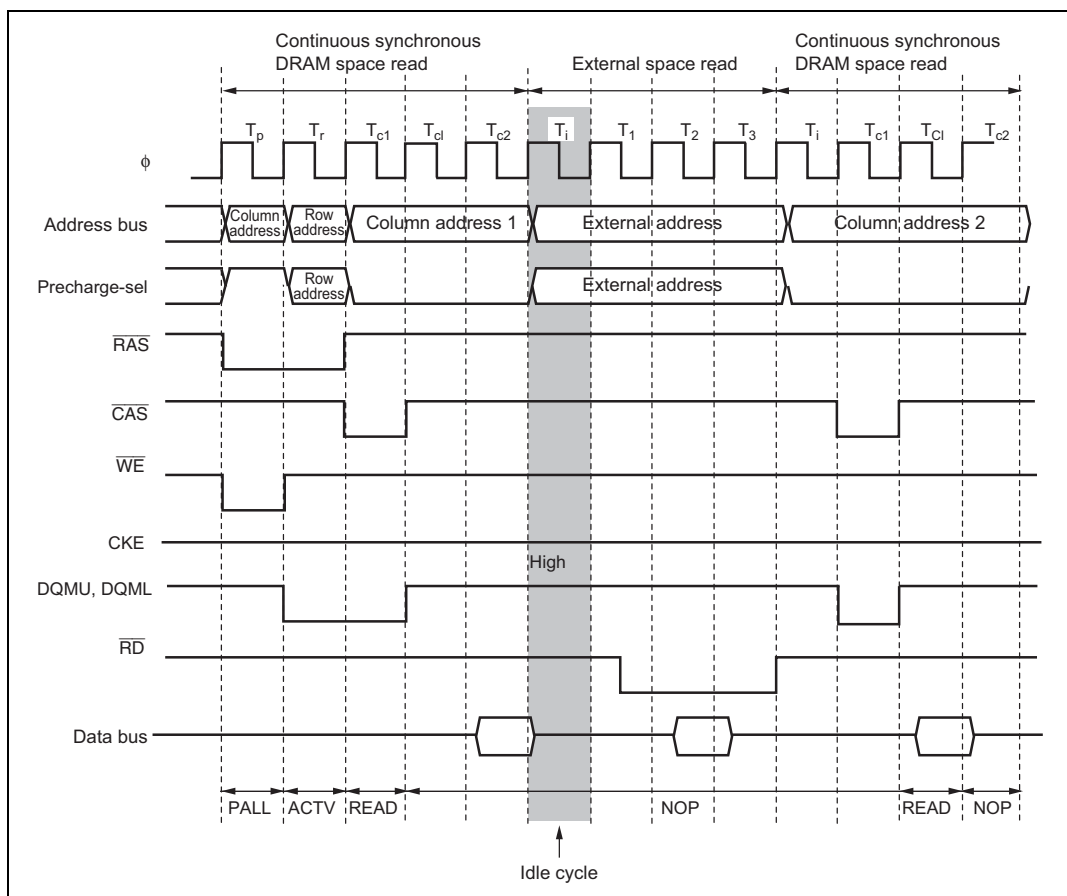 Continuous synchronous
DRAM space read
External space read
Continuous synchronous
DRAM space read
Tp Tr Tc1 Tcl Tc2 Ti T1 T2 T3 Ti Tc1 TCl Tc2
ϕ
Address bus
Column address
Row address
Column address 1
External address
Column address 2
Precharge-sel
Row address
External address
RAS
CAS
WE
CKE
High
DQMU, DQML
RD
Data bus
PALL ACTV READ NOP READ NOP
Idle cycle